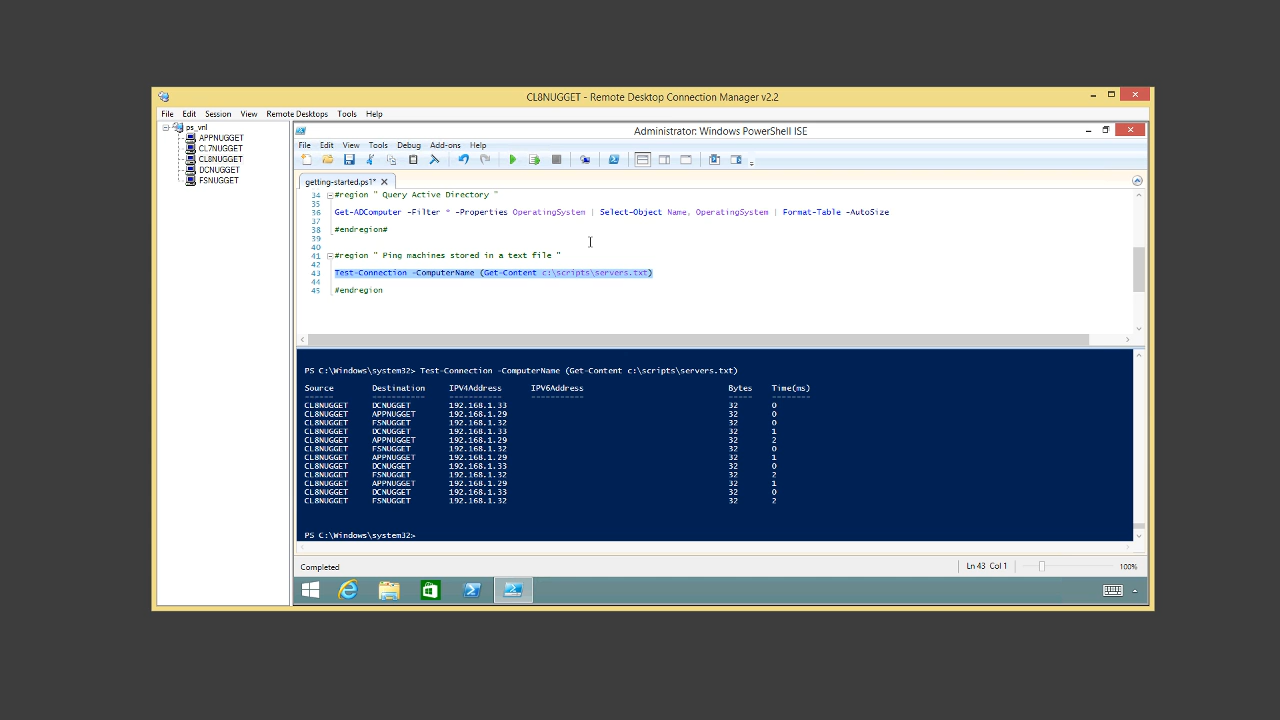 CL8NUGGET - Remote Desktop Connection Manager v2.2
File Edit Session View Remote Desktops Tools Help
ps_vnl
APPNUGGET
CL7NUGGET
CL8NUGGET
DCNUGGET
FSNUGGET
Administrator: Windows PowerShell ISE
File Edit View Tools Debug Add-ons Help
getting-started.ps1*
34 #region " Query Active Directory "
35
36 Get-ADComputer -Filter * -Properties OperatingSystem | Select-Object Name, OperatingSystem | Format-Table -AutoSize
37
38 #endregion#
39
40
41 #region " Ping machines stored in a text file "
42
43 Test-Connection -ComputerName (Get-Content c:\scripts\servers.txt)
44
45 #endregion
PS C:\Windows\system32> Test-Connection -ComputerName (Get-Content c:\scripts\servers.txt)
Source Destination IPV4Address IPV6Address Bytes Time(ms)
------ ----------- ----------- ----------- ----- --------
CL8NUGGET DCNUGGET 192.168.1.33 32 0
CL8NUGGET APPNUGGET 192.168.1.29 32 0
CL8NUGGET FSNUGGET 192.168.1.32 32 0
CL8NUGGET DCNUGGET 192.168.1.33 32 1
CL8NUGGET APPNUGGET 192.168.1.29 32 2
CL8NUGGET FSNUGGET 192.168.1.32 32 0
CL8NUGGET APPNUGGET 192.168.1.29 32 1
CL8NUGGET DCNUGGET 192.168.1.33 32 0
CL8NUGGET FSNUGGET 192.168.1.32 32 2
CL8NUGGET APPNUGGET 192.168.1.29 32 1
CL8NUGGET DCNUGGET 192.168.1.33 32 0
CL8NUGGET FSNUGGET 192.168.1.32 32 2
PS C:\Windows\system32>
Completed
Ln 43 Col 1
100%